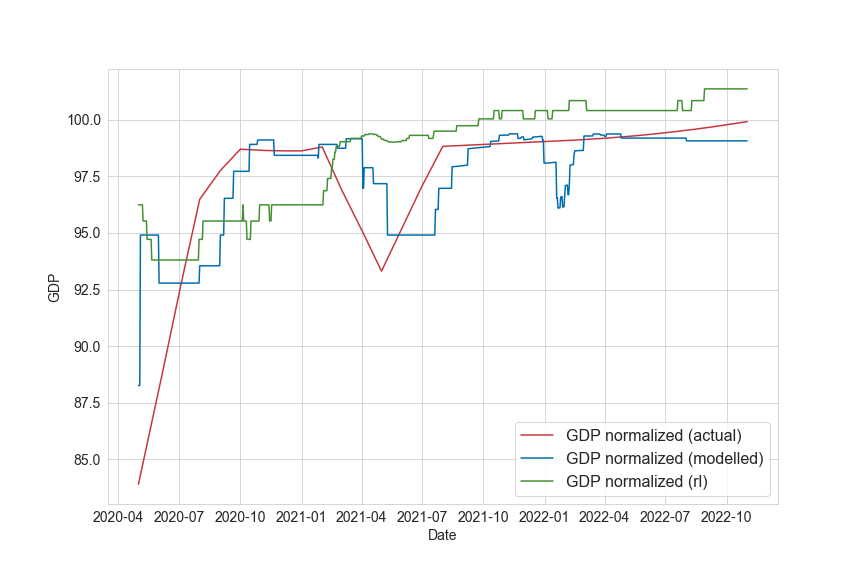 100.0
97.5
95.0
92.5
90.0
87.5
85.0
GDP
GDP normalized (actual)
GDP normalized (modelled)
GDP normalized (rl)
2020-04 2020-07 2020-10 2021-01 2021-04 2021-07 2021-10 2022-01 2022-04 2022-07 2022-10
Date